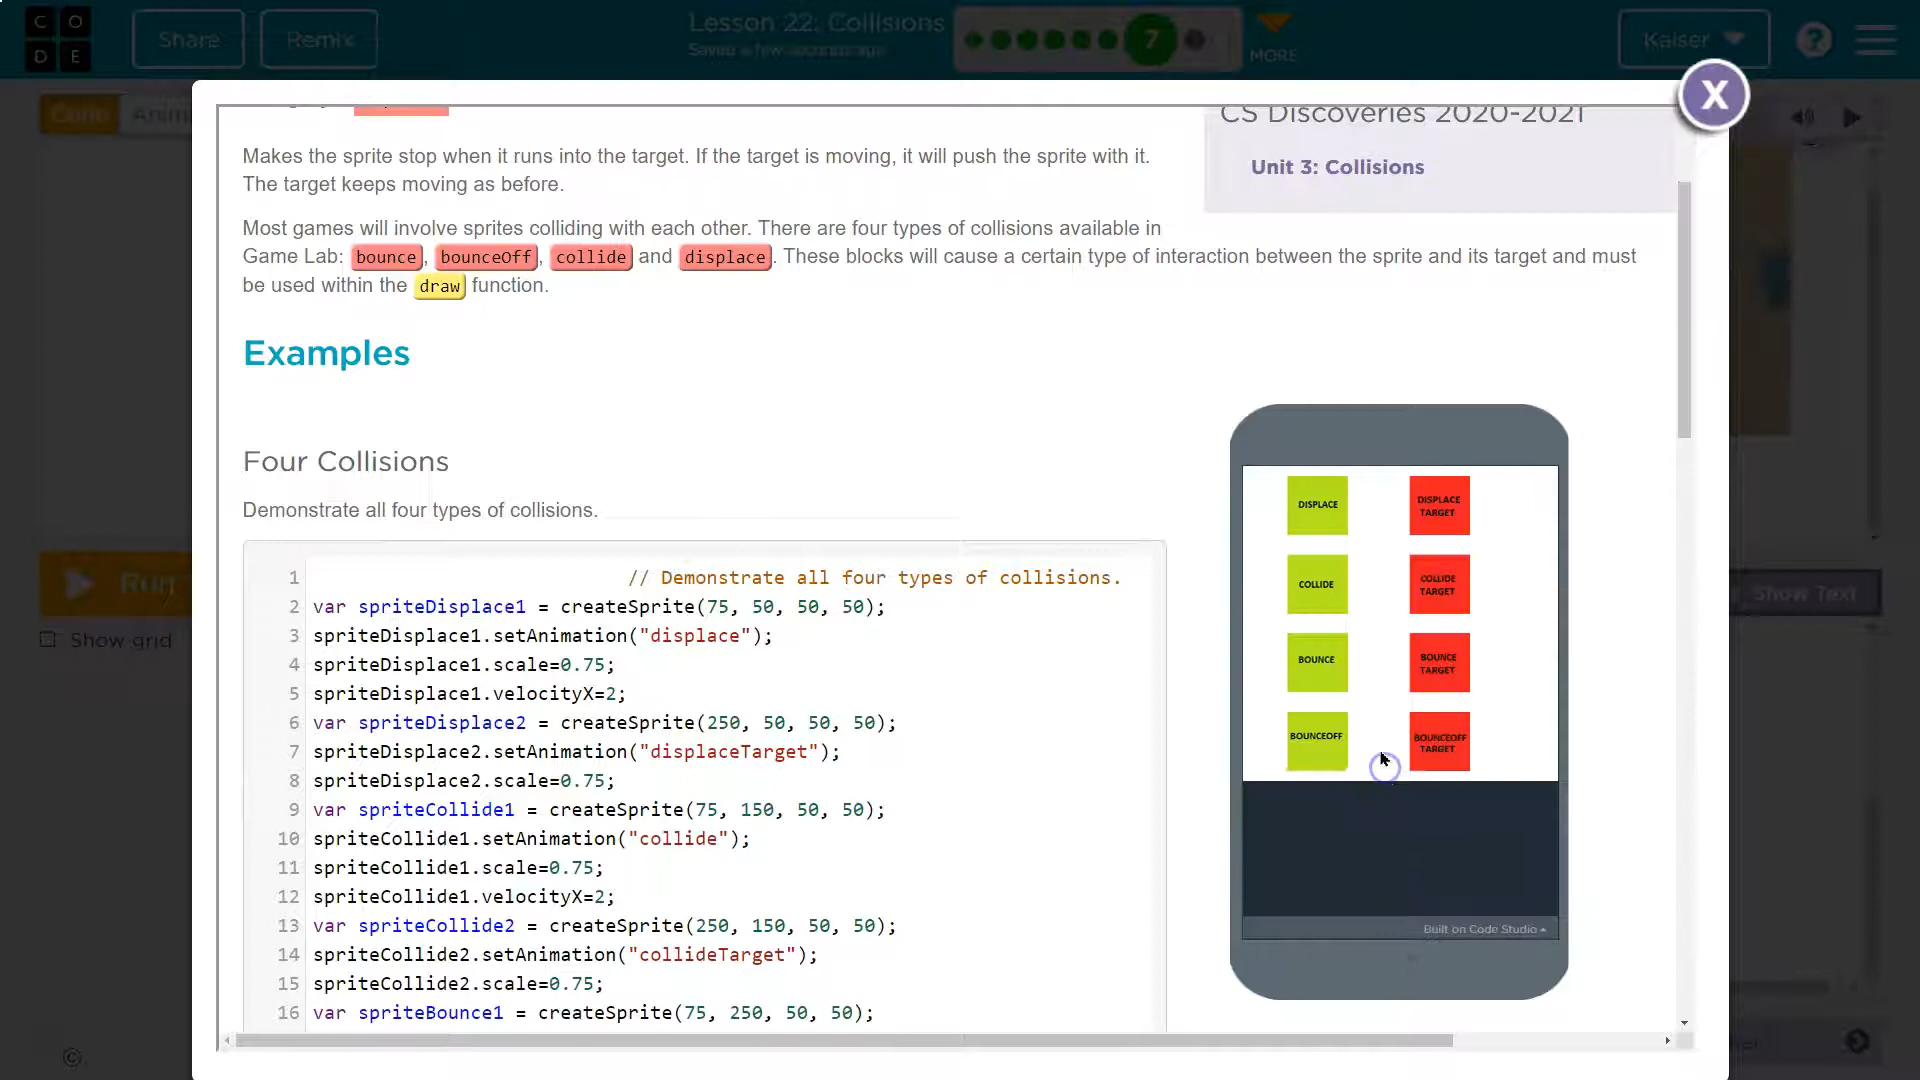 C O
D E
Share
Remix
Lesson 22: Collisions
Saved a few seconds ago
7
MORE
Kaiser
?
X
Code
CS Discoveries 2020-2021
Unit 3: Collisions
Makes the sprite stop when it runs into the target. If the target is moving, it will push the sprite with it.
The target keeps moving as before.
Most games will involve sprites colliding with each other. There are four types of collisions available in
Game Lab: bounce, bounceOff, collide and displace. These blocks will cause a certain type of interaction between the sprite and its target and must
be used within the draw function.
Examples
Four Collisions
Demonstrate all four types of collisions.
1 // Demonstrate all four types of collisions.
2 var spriteDisplace1 = createSprite(75, 50, 50, 50);
3 spriteDisplace1.setAnimation("displace");
4 spriteDisplace1.scale=0.75;
5 spriteDisplace1.velocityX=2;
6 var spriteDisplace2 = createSprite(250, 50, 50, 50);
7 spriteDisplace2.setAnimation("displaceTarget");
8 spriteDisplace2.scale=0.75;
9 var spriteCollide1 = createSprite(75, 150, 50, 50);
10 spriteCollide1.setAnimation("collide");
11 spriteCollide1.scale=0.75;
12 spriteCollide1.velocityX=2;
13 var spriteCollide2 = createSprite(250, 150, 50, 50);
14 spriteCollide2.setAnimation("collideTarget");
15 spriteCollide2.scale=0.75;
16 var spriteBounce1 = createSprite(75, 250, 50, 50);
DISPLACE
DISPLACE
TARGET
COLLIDE
COLLIDE
TARGET
BOUNCE
BOUNCE
TARGET
BOUNCEOFF
BOUNCEOFF
TARGET
Built on Code Studio
Run
Show grid
Show Text
©